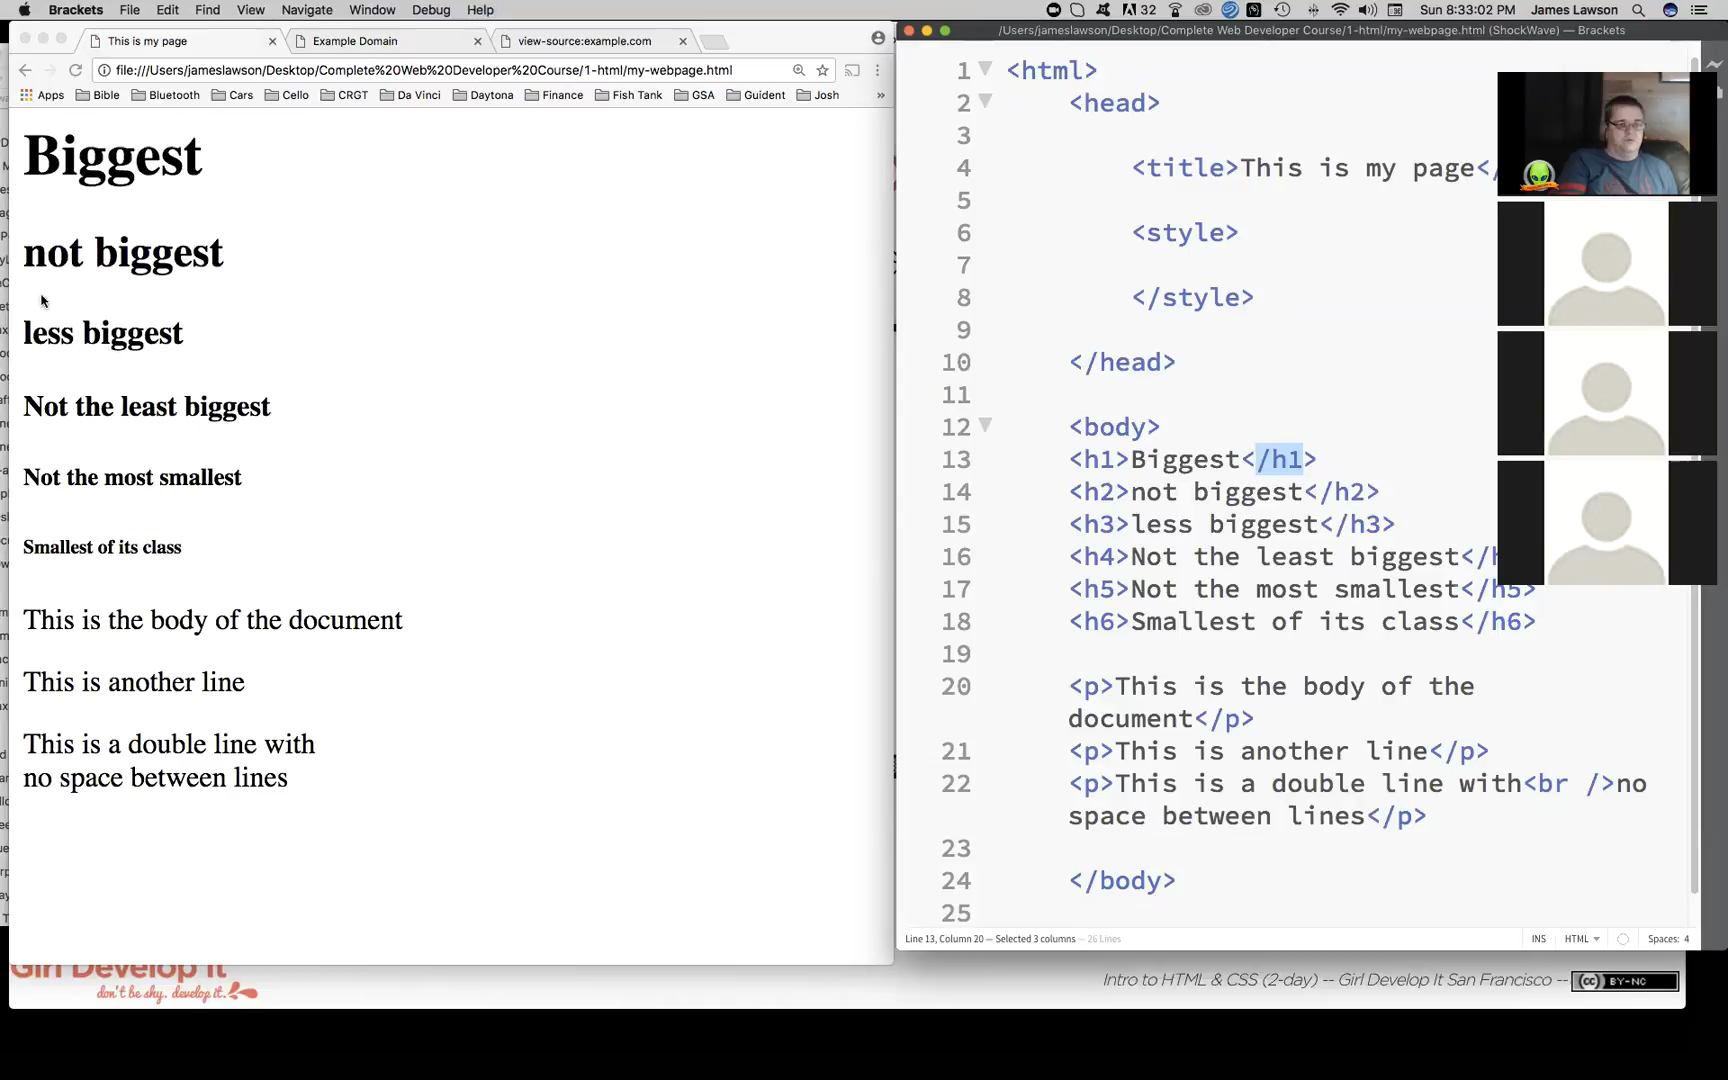 Brackets File Edit Find View Navigate Window Debug Help
32 Sun 8:33:02 PM James Lawson
This is my page
Example Domain
view-source:example.com
file:///Users/jameslawson/Desktop/Complete%20Web%20Developer%20Course/1-html/my-webpage.html
Apps Bible Bluetooth Cars Cello CRGT Da Vinci Daytona Finance Fish Tank GSA Guident Josh »
Biggest
not biggest
less biggest
Not the least biggest
Not the most smallest
Smallest of its class
This is the body of the document
This is another line
This is a double line with
no space between lines
/Users/jameslawson/Desktop/Complete Web Developer Course/1-html/my-webpage.html (ShockWave) — Brackets
1 <html>
2 <head>
3
4 <title>This is my page</
5
6 <style>
7
8 </style>
9
10 </head>
11
12 <body>
13 <h1>Biggest</h1>
14 <h2>not biggest</h2>
15 <h3>less biggest</h3>
16 <h4>Not the least biggest</h
17 <h5>Not the most smallest</h5>
18 <h6>Smallest of its class</h6>
19
20 <p>This is the body of the
document</p>
21 <p>This is another line</p>
22 <p>This is a double line with<br />no
space between lines</p>
23
24 </body>
25
Line 13, Column 20 — Selected 3 columns — 26 Lines
INS HTML Spaces: 4
Girl Develop It
don't be shy. develop it.
Intro to HTML & CSS (2-day) -- Girl Develop It San Francisco --
cc BY-NC